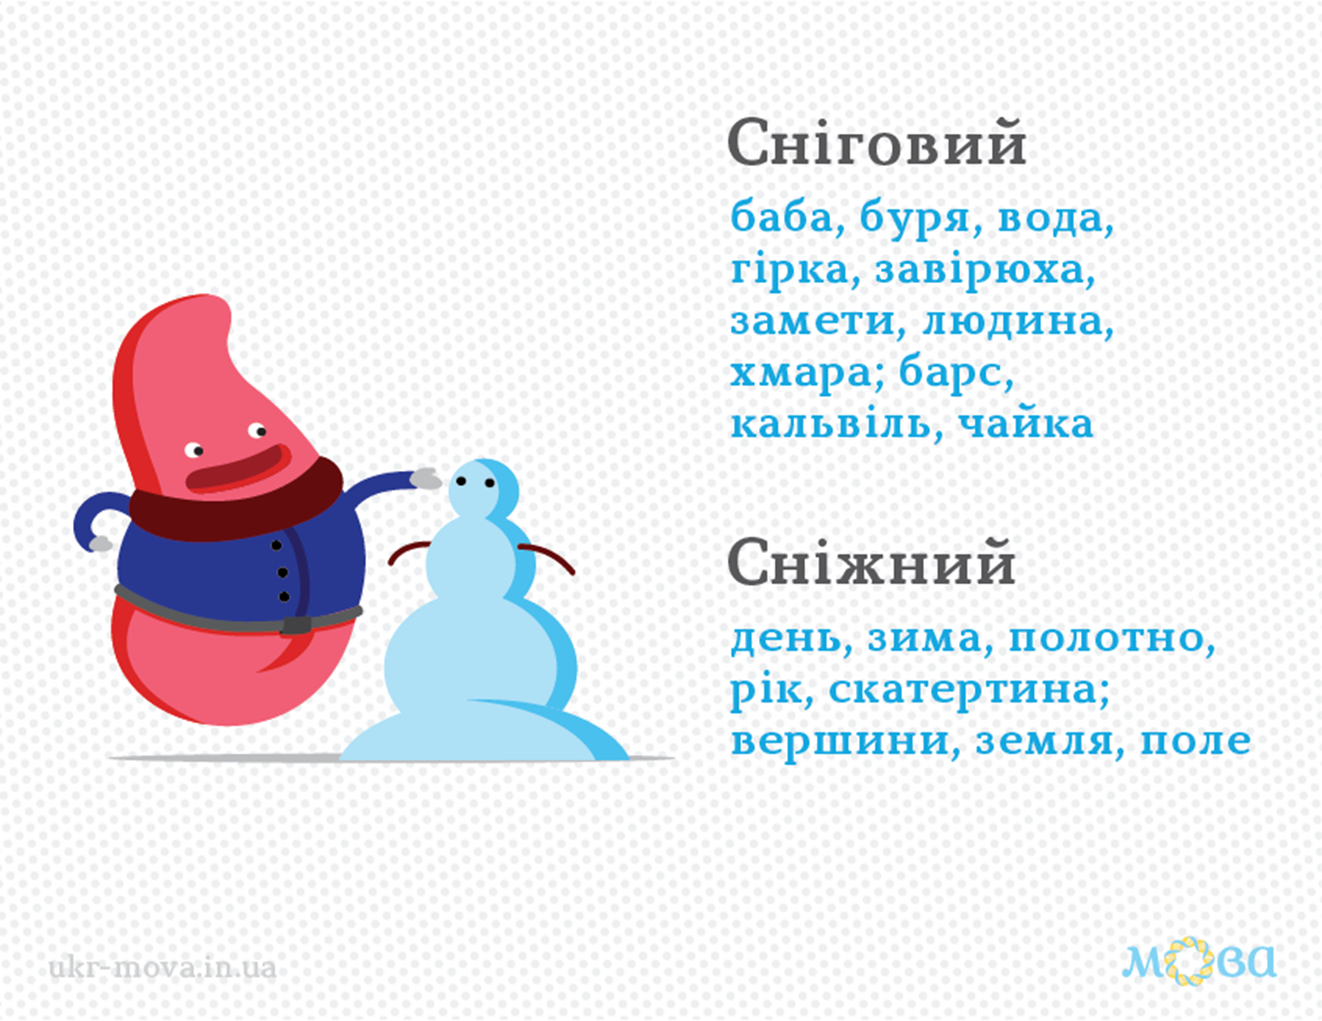 Сніговий
баба, буря, вода,
гірка, завірюха,
замети, людина,
хмара; барс,
кальвіль, чайка
Сніжний
день, зима, полотно,
рік, скатертина;
вершини, земля, поле
ukr-mova.in.ua
мова